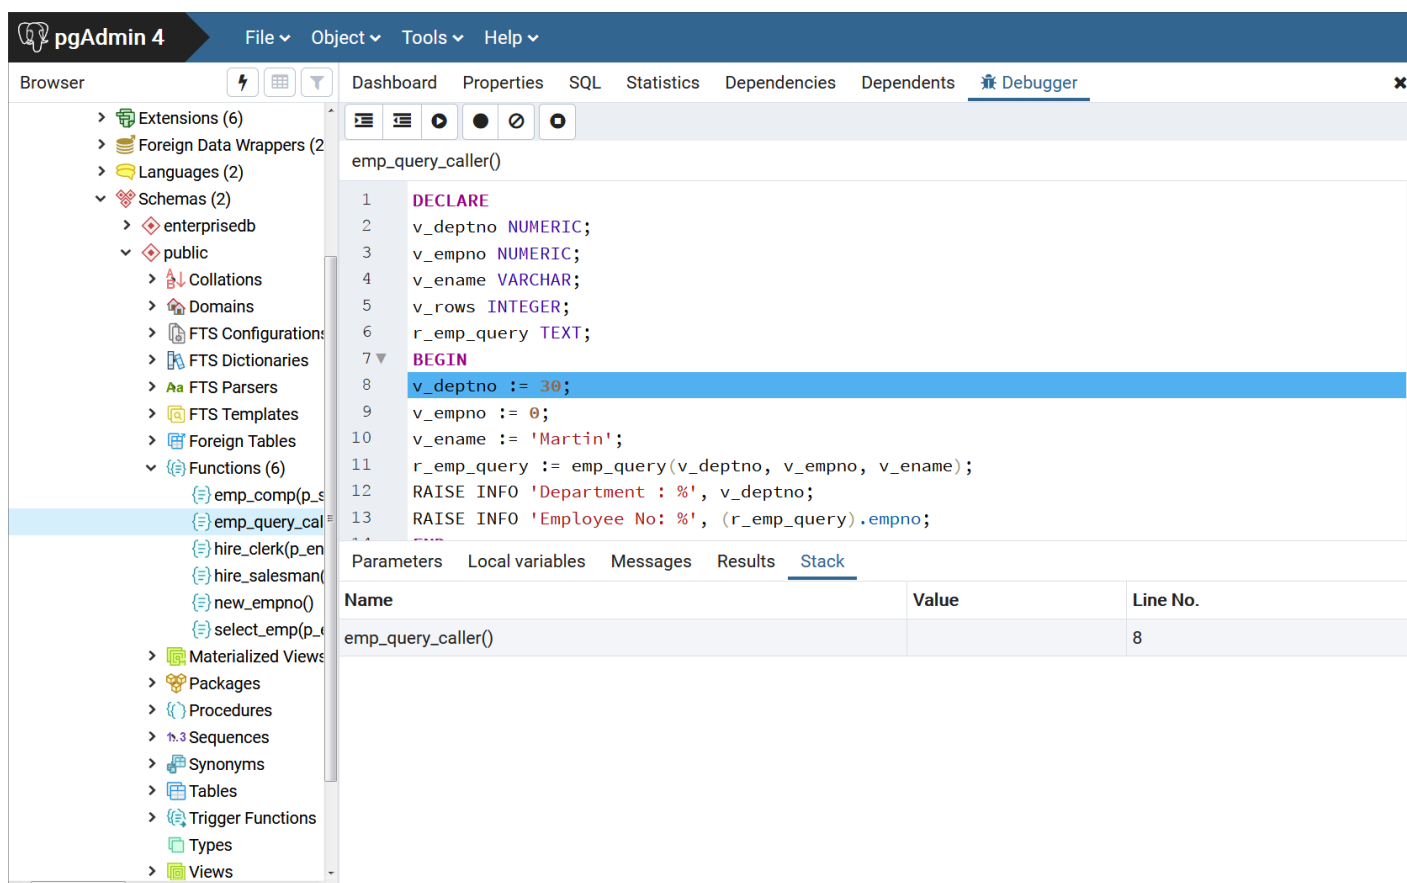 pgAdmin 4 File Object Tools Help
Browser
Dashboard Properties SQL Statistics Dependencies Dependents Debugger
Extensions (6)
Foreign Data Wrappers (2
Languages (2)
Schemas (2)
enterprisedb
public
Collations
Domains
FTS Configurations
FTS Dictionaries
Aa FTS Parsers
FTS Templates
Foreign Tables
Functions (6)
emp_comp(p_s
emp_query_cal
hire_clerk(p_en
hire_salesman(
new_empno()
select_emp(p_e
Materialized Views
Packages
Procedures
1..3 Sequences
Synonyms
Tables
Trigger Functions
Types
Views
emp_query_caller()
1 DECLARE
2 v_deptno NUMERIC;
3 v_empno NUMERIC;
4 v_ename VARCHAR;
5 v_rows INTEGER;
6 r_emp_query TEXT;
7 BEGIN
8 v_deptno := 30;
9 v_empno := 0;
10 v_ename := 'Martin';
11 r_emp_query := emp_query(v_deptno, v_empno, v_ename);
12 RAISE INFO 'Department : %', v_deptno;
13 RAISE INFO 'Employee No: %', (r_emp_query).empno;
Parameters Local variables Messages Results Stack
Name Value Line No.
emp_query_caller() 8